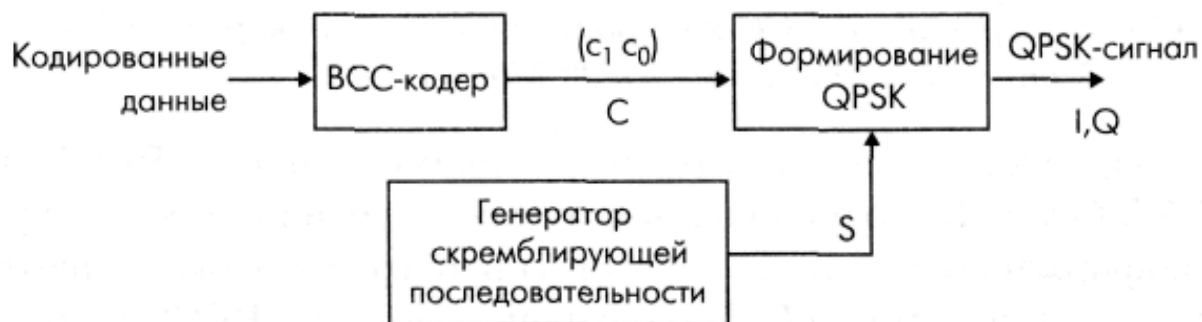 Кодированные
данные
ВСС-кодер
(c₁ c₀)
C
Формирование
QPSK
QPSK-сигнал
I,Q
S
Генератор
скремблирующей
последовательности